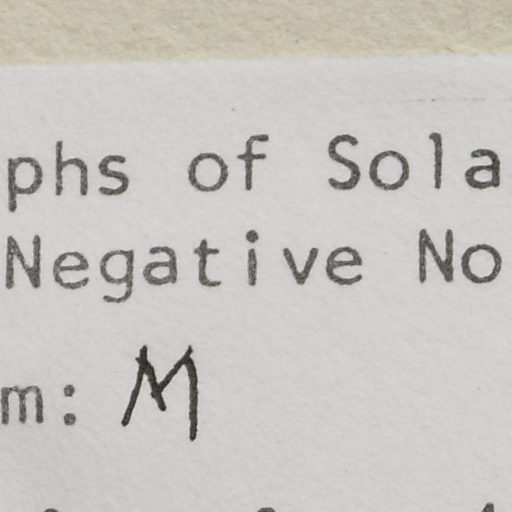 phs of Sola
Negative No
m: M